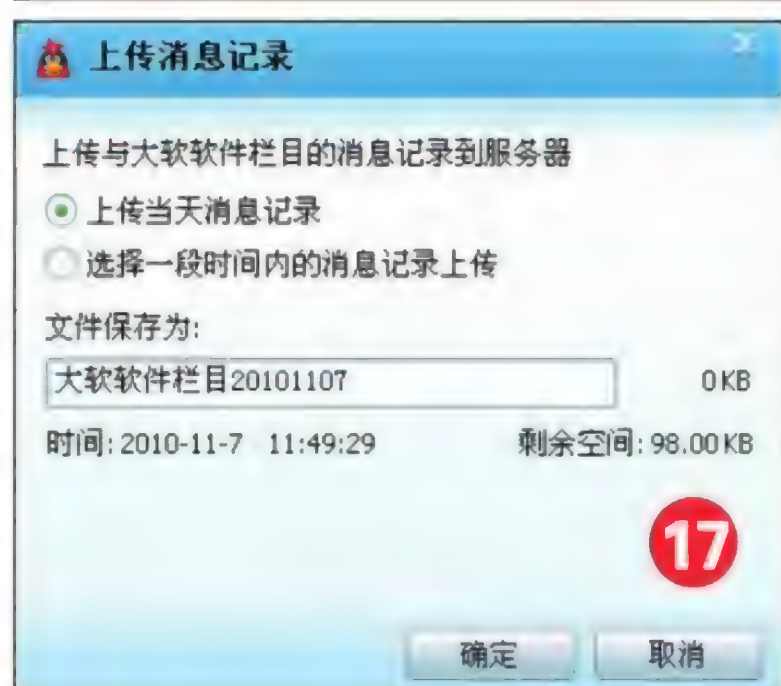 上传消息记录
上传与大软软件栏目的消息记录到服务器
上传当天消息记录
选择一段时间内的消息记录上传
文件保存为:
大软软件栏目20101107 0KB
时间:2010-11-7 11:49:29 剩余空间:98.00KB
17
确定 取消